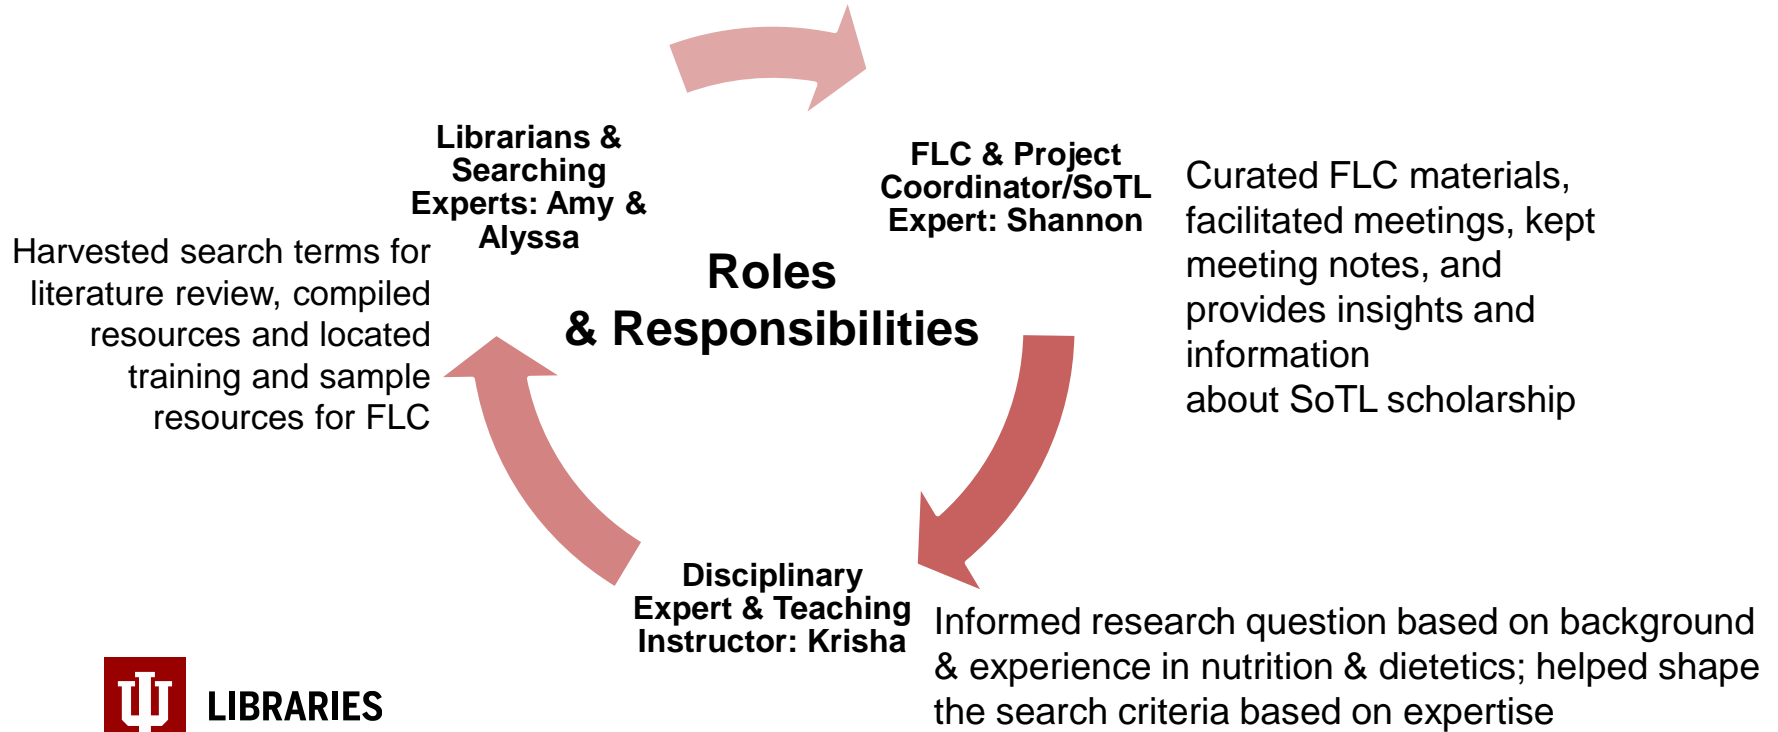 Librarians &
Searching
Experts: Amy &
Alyssa
Harvested search terms for
literature review, compiled
resources and located
training and sample
resources for FLC
FLC & Project
Coordinator/SoTL
Expert: Shannon
Curated FLC materials,
facilitated meetings, kept
meeting notes, and
provides insights and
information
about SoTL scholarship
Roles
& Responsibilities
Disciplinary
Expert & Teaching
Instructor: Krisha
Informed research question based on background
& experience in nutrition & dietetics; helped shape
the search criteria based on expertise
LIBRARIES